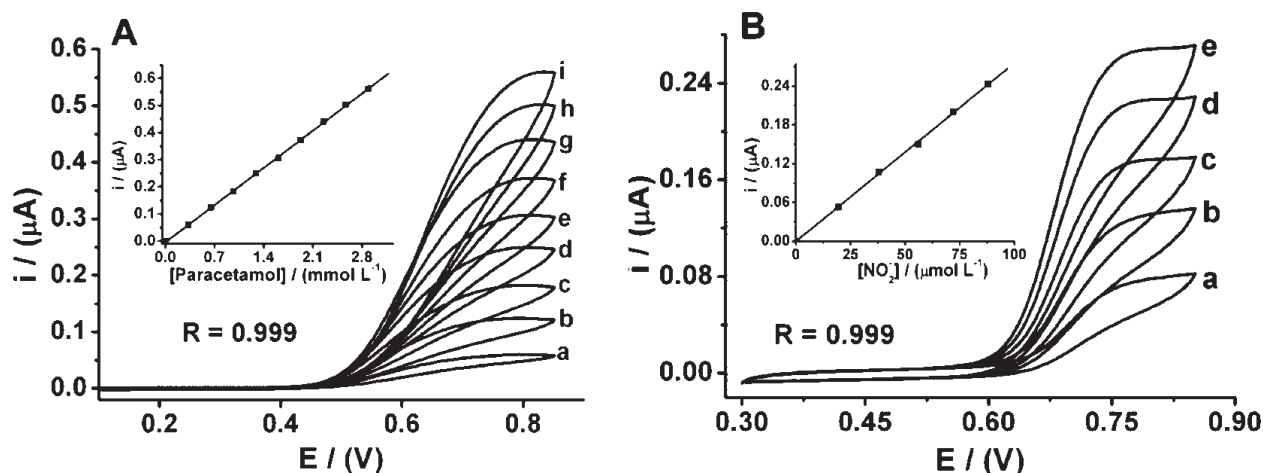 A
0.6
0.5
0.4
0.3
0.2
0.1
0.0
i / (μA)
0.2
0.4
0.6
0.8
E / (V)
i
h
g
f
e
d
c
b
a
R = 0.999
0.6
0.5
0.4
0.3
0.2
0.1
0.0
i / (μA)
0.0
0.7
1.4
2.1
2.8
[Paracetamol] / (mmol L⁻¹)
B
0.24
0.16
0.08
0.00
i / (μA)
0.30
0.45
0.60
0.75
0.90
E / (V)
e
d
c
b
a
R = 0.999
0.24
0.18
0.12
0.06
0.00
i / (μA)
0
25
50
75
100
[NO₂⁻] / (μmol L⁻¹)